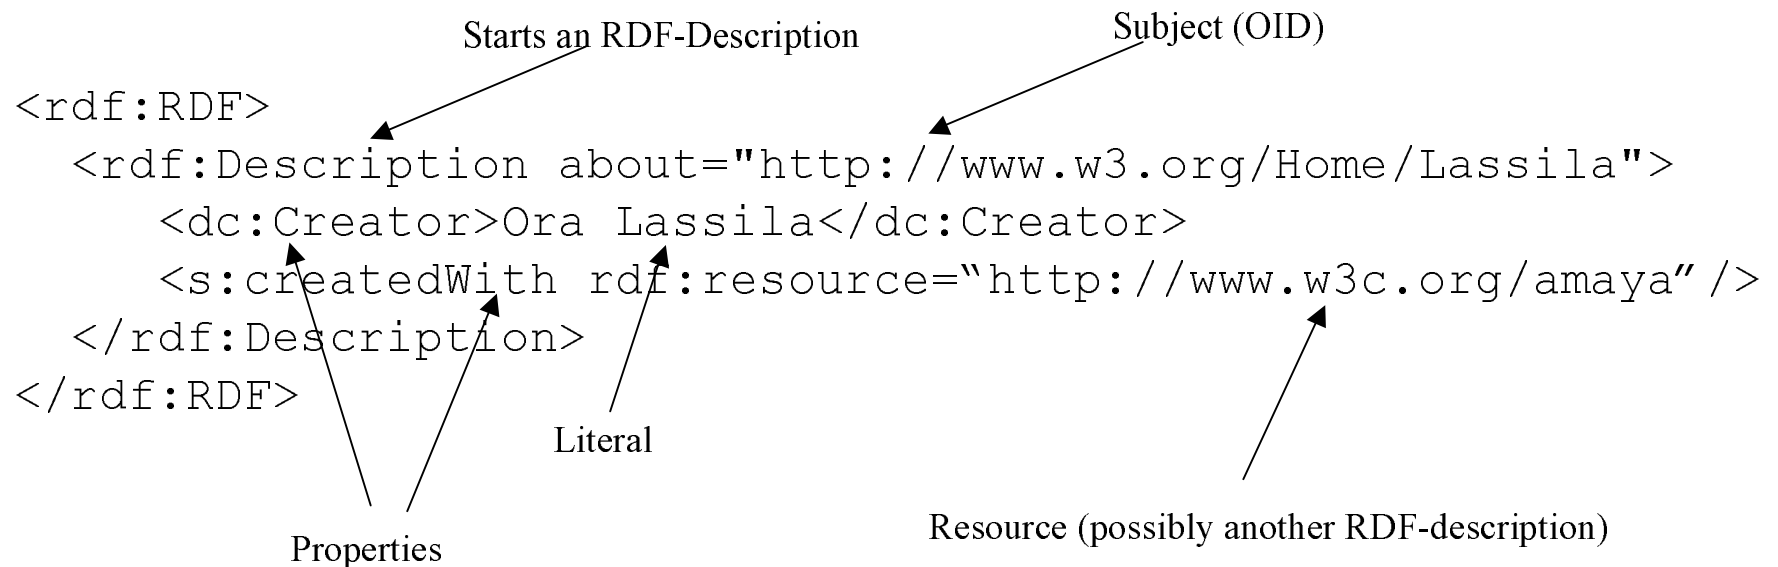 Starts an RDF-Description
Subject (OID)
<rdf:RDF>
<rdf:Description about="http://www.w3.org/Home/Lassila">
<dc:Creator>Ora Lassila</dc:Creator>
<s:createdWith rdf:resource=“http://www.w3c.org/amaya”/>
</rdf:Description>
</rdf:RDF>
Literal
Properties
Resource (possibly another RDF-description)